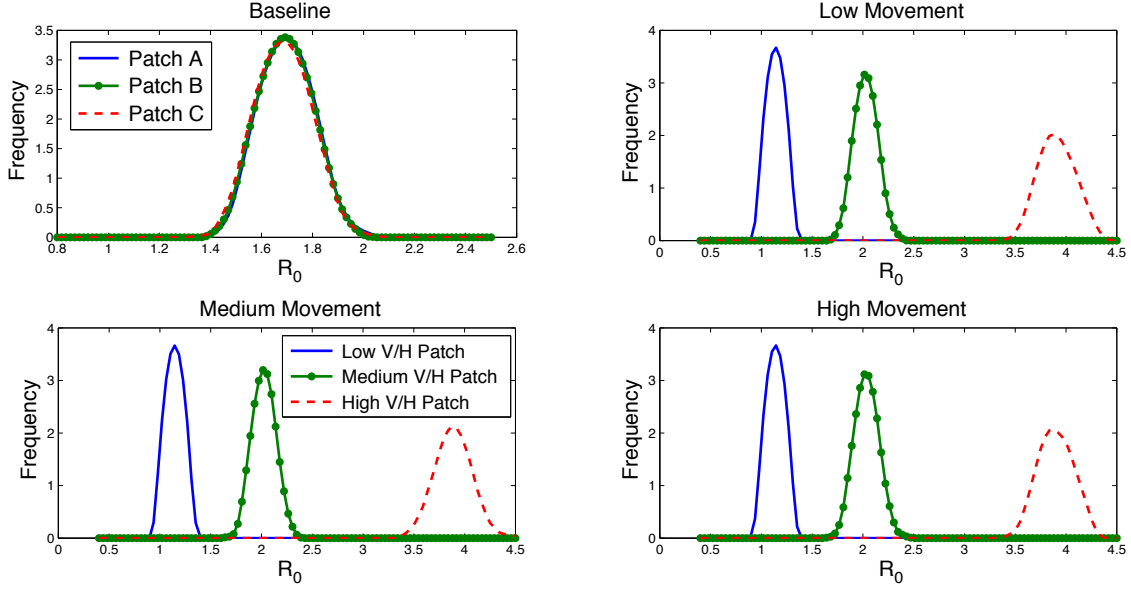 Baseline
Frequency
3.5
3
2.5
2
1.5
1
0.5
0
Patch A
Patch B
Patch C
0.8 1 1.2 1.4 1.6 1.8 2 2.2 2.4 2.6
R0
Low Movement
Frequency
4
3
2
1
0
0 0.5 1 1.5 2 2.5 3 3.5 4 4.5
R0
Medium Movement
Frequency
4
3
2
1
0
Low V/H Patch
Medium V/H Patch
High V/H Patch
0 0.5 1 1.5 2 2.5 3 3.5 4 4.5
R0
High Movement
Frequency
4
3
2
1
0
0 0.5 1 1.5 2 2.5 3 3.5 4 4.5
R0